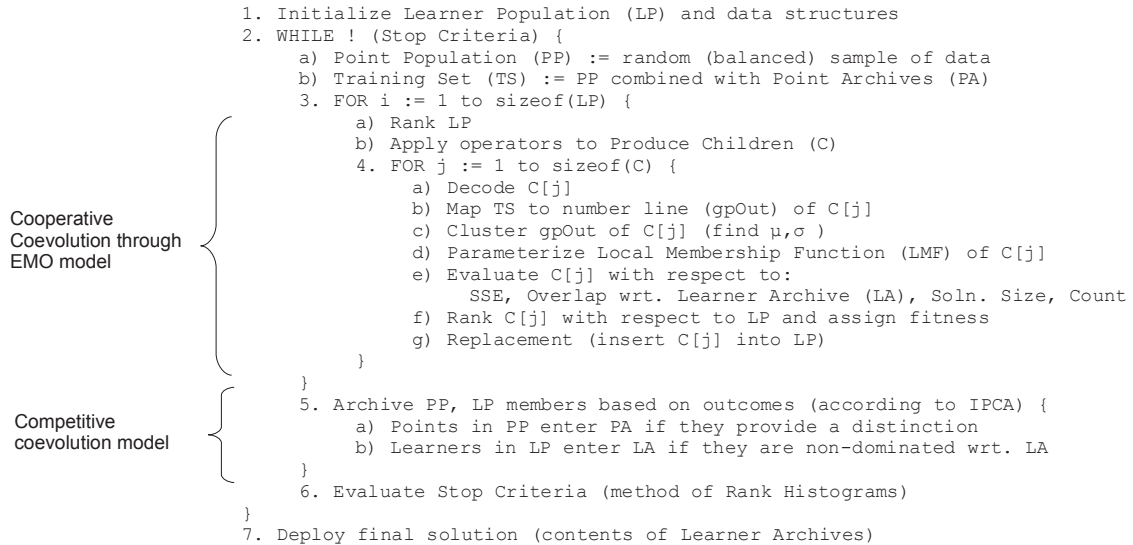 1. Initialize Learner Population (LP) and data structures
2. WHILE ! (Stop Criteria) {
a) Point Population (PP) := random (balanced) sample of data
b) Training Set (TS) := PP combined with Point Archives (PA)
3. FOR i := 1 to sizeof(LP) {
a) Rank LP
b) Apply operators to Produce Children (C)
4. FOR j := 1 to sizeof(C) {
a) Decode C[j]
b) Map TS to number line (gpOut) of C[j]
c) Cluster gpOut of C[j] (find μ,σ )
d) Parameterize Local Membership Function (LMF) of C[j]
e) Evaluate C[j] with respect to:
SSE, Overlap wrt. Learner Archive (LA), Soln. Size, Count
f) Rank C[j] with respect to LP and assign fitness
g) Replacement (insert C[j] into LP)
}
}
Cooperative
Coevolution through
EMO model
5. Archive PP, LP members based on outcomes (according to IPCA) {
a) Points in PP enter PA if they provide a distinction
b) Learners in LP enter LA if they are non-dominated wrt. LA
}
Competitive
coevolution model
6. Evaluate Stop Criteria (method of Rank Histograms)
}
7. Deploy final solution (contents of Learner Archives)